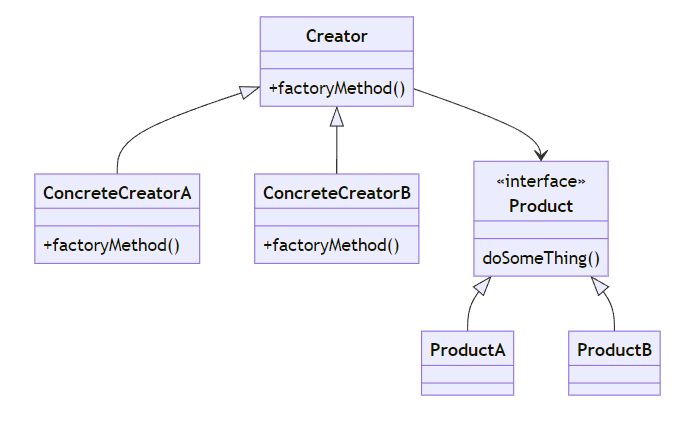 Creator
+factoryMethod()
ConcreteCreatorA
+factoryMethod()
ConcreteCreatorB
+factoryMethod()
«interface»
Product
doSomeThing()
ProductA
ProductB